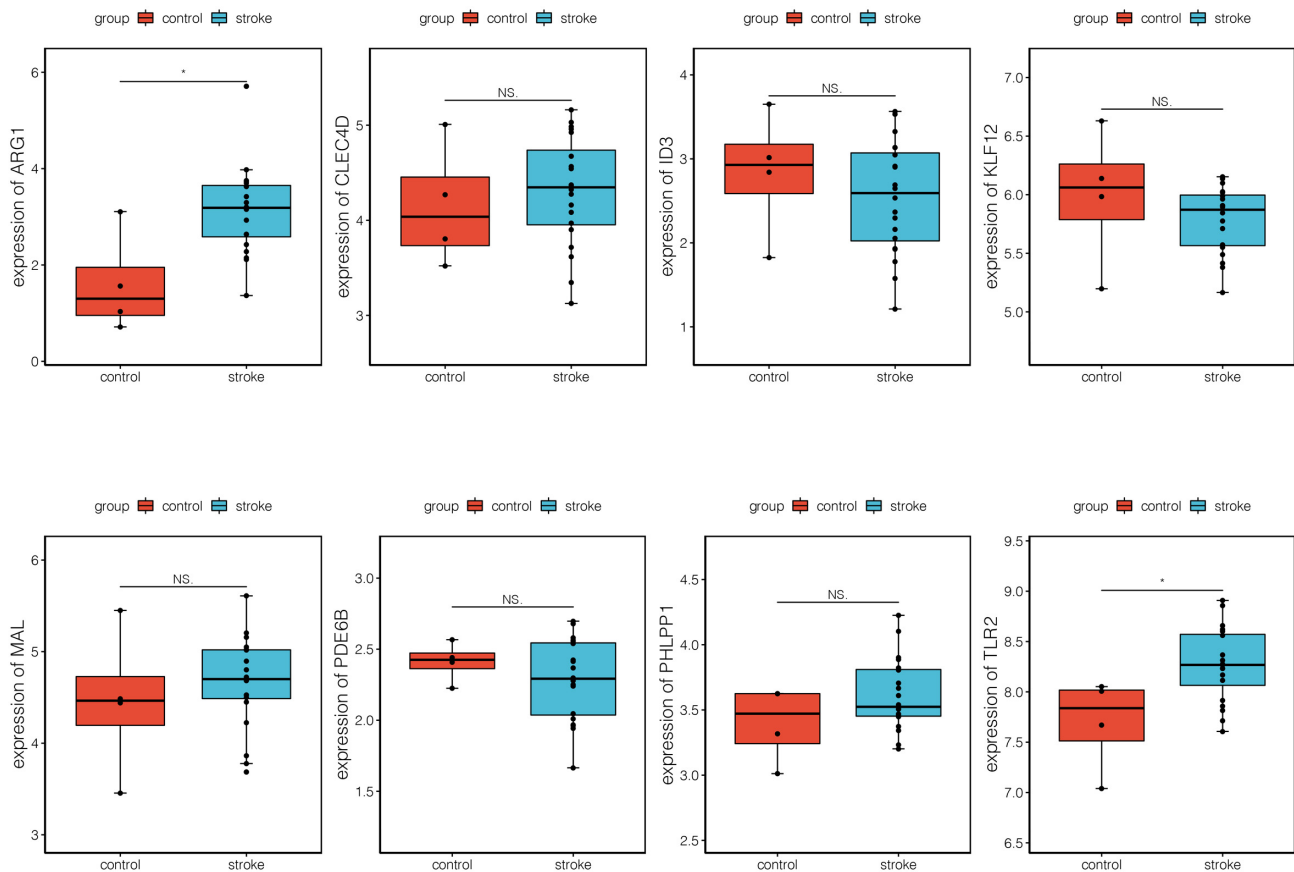 group control stroke
group control stroke
group control stroke
group control stroke
expression of ARG1
6
4
2
0
*
control stroke
expression of CLEC4D
5
4
3
NS.
control stroke
expression of ID3
4
3
2
1
NS.
control stroke
expression of KLF12
7.0
6.5
6.0
5.5
5.0
NS.
control stroke
group control stroke
group control stroke
group control stroke
group control stroke
expression of MAL
6
5
4
3
NS.
control stroke
expression of PDE6B
3.0
2.5
2.0
1.5
NS.
control stroke
expression of PHLPP1
4.5
4.0
3.5
3.0
2.5
NS.
control stroke
expression of TLR2
9.5
9.0
8.5
8.0
7.5
7.0
6.5
*
control stroke